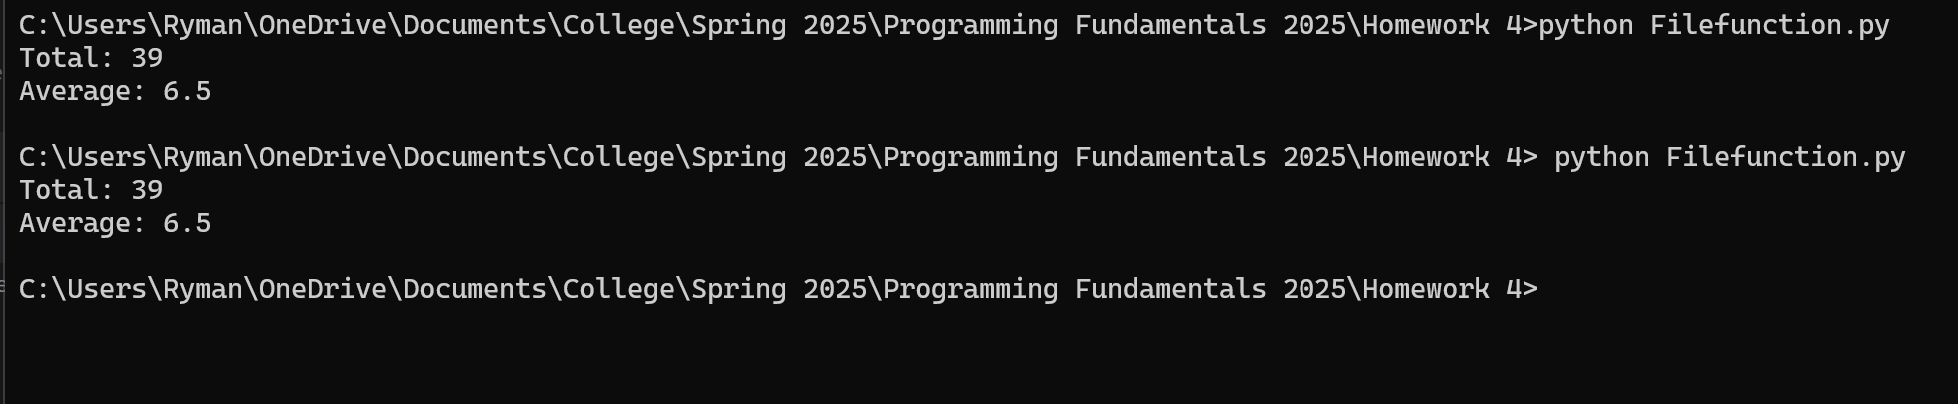 C:\Users\Ryman\OneDrive\Documents\College\Spring 2025\Programming Fundamentals 2025\Homework 4>python Filefunction.py
Total: 39
Average: 6.5
C:\Users\Ryman\OneDrive\Documents\College\Spring 2025\Programming Fundamentals 2025\Homework 4> python Filefunction.py
Total: 39
Average: 6.5
C:\Users\Ryman\OneDrive\Documents\College\Spring 2025\Programming Fundamentals 2025\Homework 4>